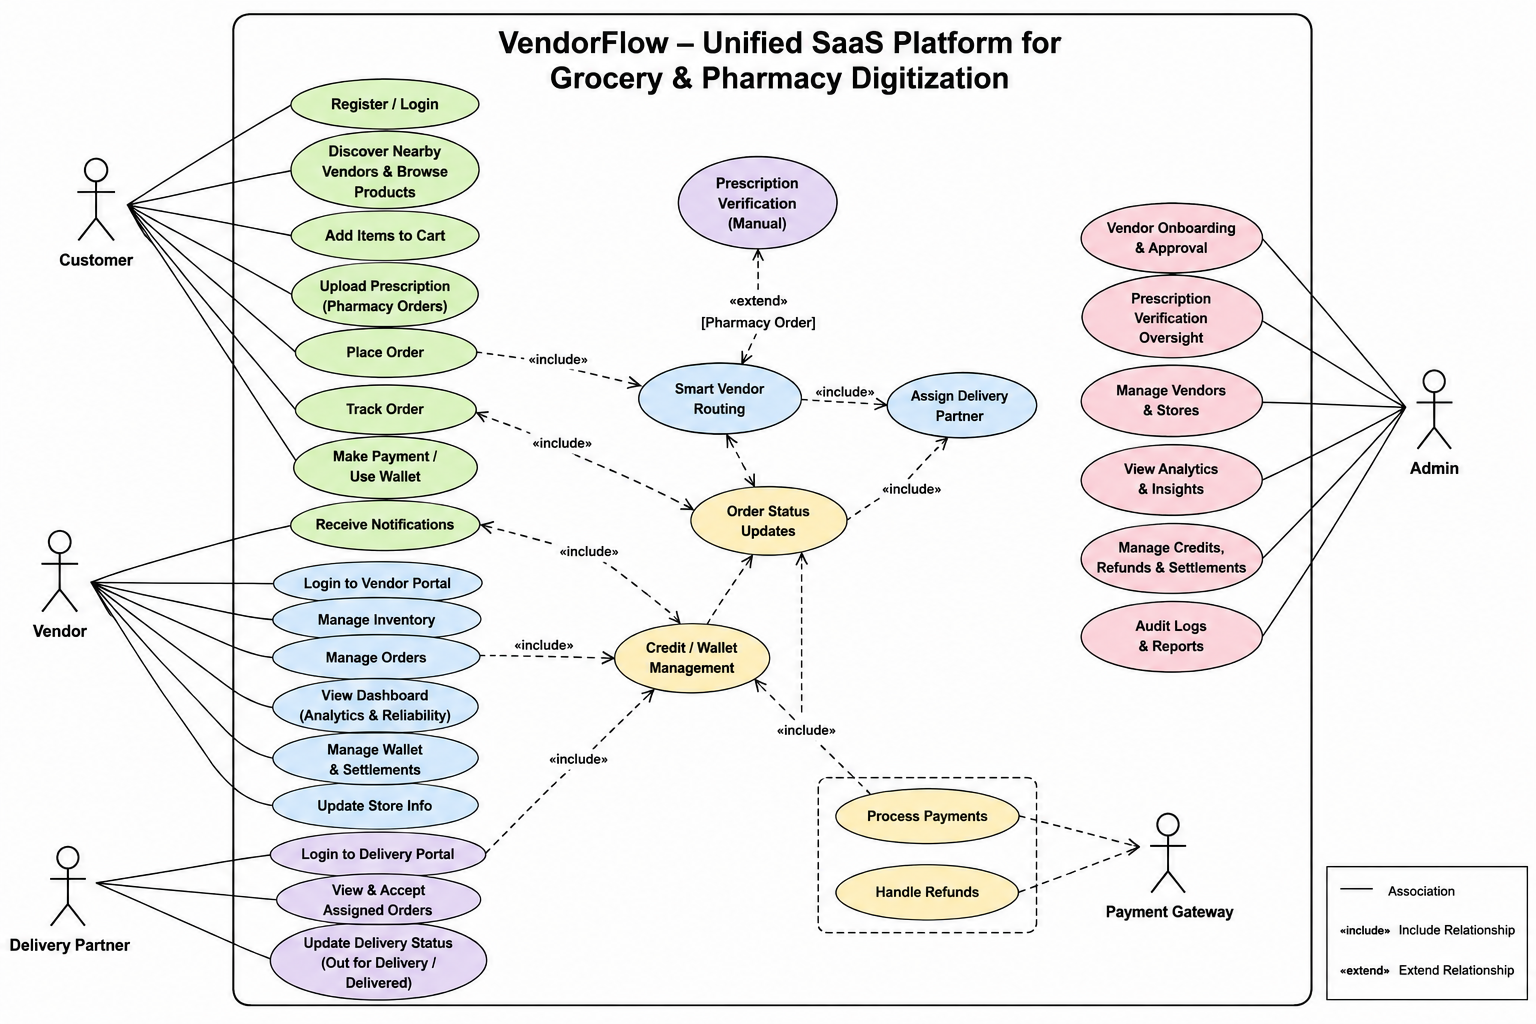 VendorFlow – Unified SaaS Platform for
Grocery & Pharmacy Digitization
Register / Login
Discover Nearby
Vendors & Browse
Products
Add Items to Cart
Upload Prescription
(Pharmacy Orders)
Place Order
Track Order
Make Payment /
Use Wallet
Receive Notifications
Login to Vendor Portal
Manage Inventory
Manage Orders
View Dashboard
(Analytics & Reliability)
Manage Wallet
& Settlements
Update Store Info
Login to Delivery Portal
View & Accept
Assigned Orders
Update Delivery Status
(Out for Delivery /
Delivered)
Customer
Vendor
Delivery Partner
Prescription
Verification
(Manual)
«extend»
[Pharmacy Order]
«include»
Smart Vendor
Routing
«include»
Assign Delivery
Partner
«include»
«include»
Order Status
Updates
«include»
«include»
Credit / Wallet
Management
«include»
«include»
Process Payments
Handle Refunds
Payment Gateway
Vendor Onboarding
& Approval
Prescription
Verification
Oversight
Manage Vendors
& Stores
View Analytics
& Insights
Manage Credits,
Refunds & Settlements
Audit Logs
& Reports
Admin
Association
«include» Include Relationship
«extend» Extend Relationship